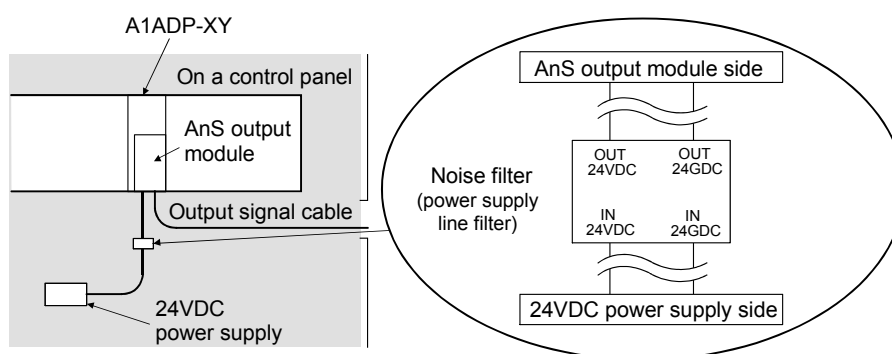 A1ADP-XY
On a control panel
AnS output
module
Output signal cable
24VDC
power supply
AnS output module side
OUT
24VDC
OUT
24GDC
Noise filter
(power supply
line filter)
IN
24VDC
IN
24GDC
24VDC power supply side